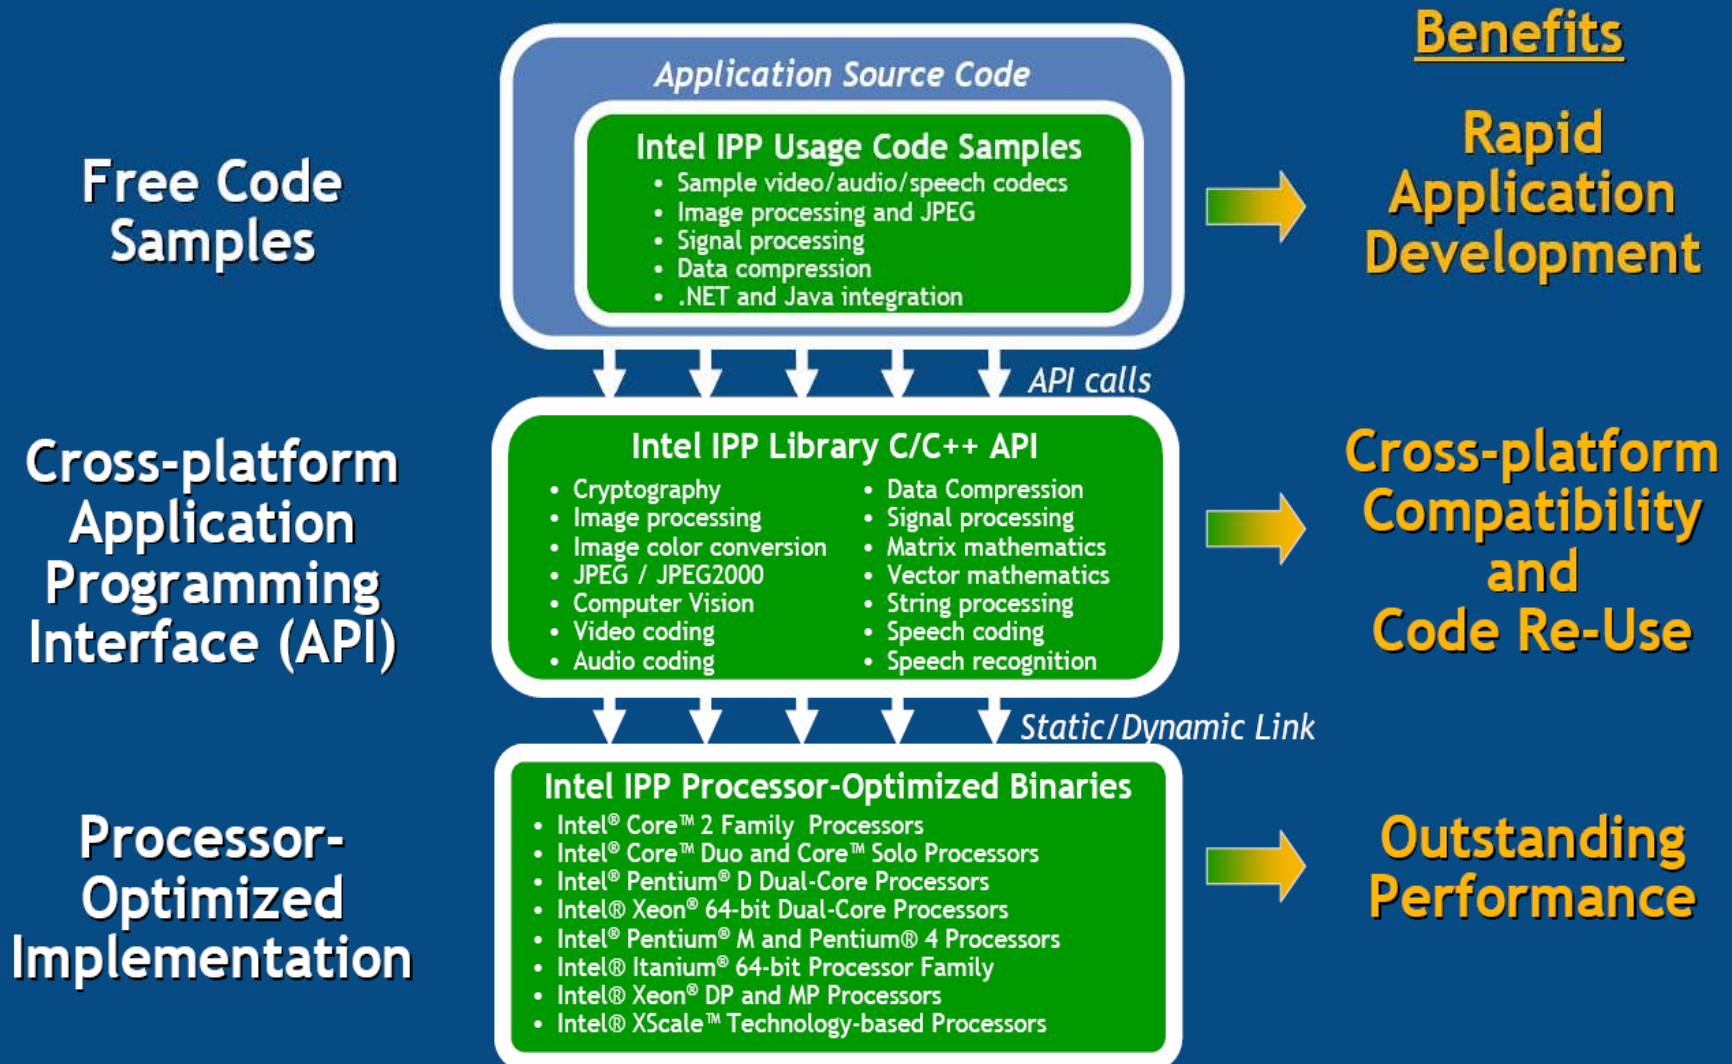 Benefits
Application Source Code
Free Code
Samples
Intel IPP Usage Code Samples
• Sample video/audio/speech codecs
• Image processing and JPEG
• Signal processing
• Data compression
• .NET and Java integration
Rapid
Application
Development
API calls
Cross-platform
Application
Programming
Interface (API)
Intel IPP Library C/C++ API
• Cryptography
• Image processing
• Image color conversion
• JPEG / JPEG2000
• Computer Vision
• Video coding
• Audio coding
• Data Compression
• Signal processing
• Matrix mathematics
• Vector mathematics
• String processing
• Speech coding
• Speech recognition
Cross-platform
Compatibility
and
Code Re-Use
Static/Dynamic Link
Processor-
Optimized
Implementation
Intel IPP Processor-Optimized Binaries
• Intel® Core™ 2 Family Processors
• Intel® Core™ Duo and Core™ Solo Processors
• Intel® Pentium® D Dual-Core Processors
• Intel® Xeon® 64-bit Dual-Core Processors
• Intel® Pentium® M and Pentium® 4 Processors
• Intel® Itanium® 64-bit Processor Family
• Intel® Xeon® DP and MP Processors
• Intel® XScale™ Technology-based Processors
Outstanding
Performance